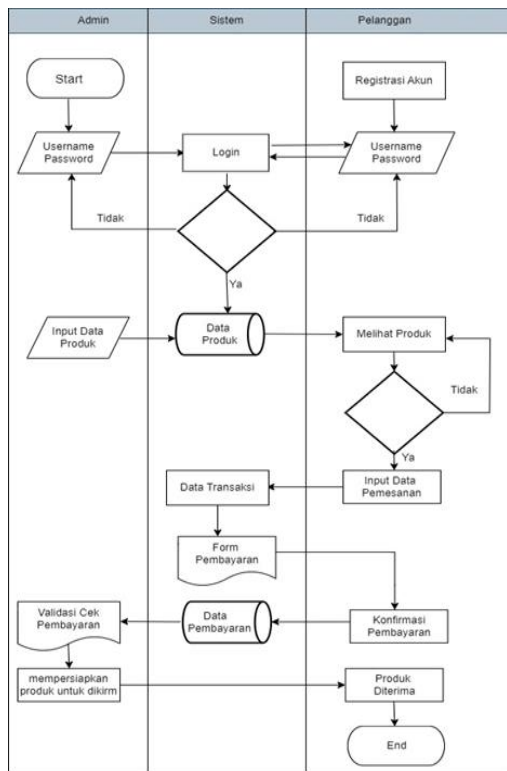 Admin
Sistem
Pelanggan
Start
Registrasi Akun
Username
Password
Login
Username
Password
Tidak
Tidak
Ya
Input Data
Produk
Data
Produk
Melihat Produk
Tidak
Ya
Data Transaksi
Input Data
Pemesanan
Form
Pembayaran
Validasi Cek
Pembayaran
Data
Pembayaran
Konfirmasi
Pembayaran
mempersiapkan
produk untuk dikirm
Produk
Diterima
End